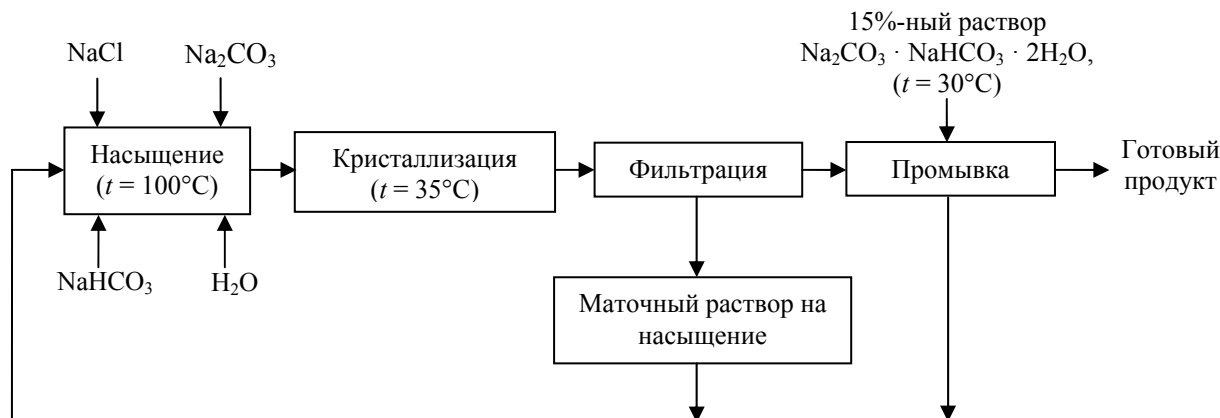 15%-ный раствор
Na₂CO₃ · NaHCO₃ · 2H₂O,
(t = 30°C)
NaCl
Na₂CO₃
Насыщение
(t = 100°C)
Кристаллизация
(t = 35°C)
Фильтрация
Промывка
Готовый
продукт
NaHCO₃
H₂O
Маточный раствор на
насыщение